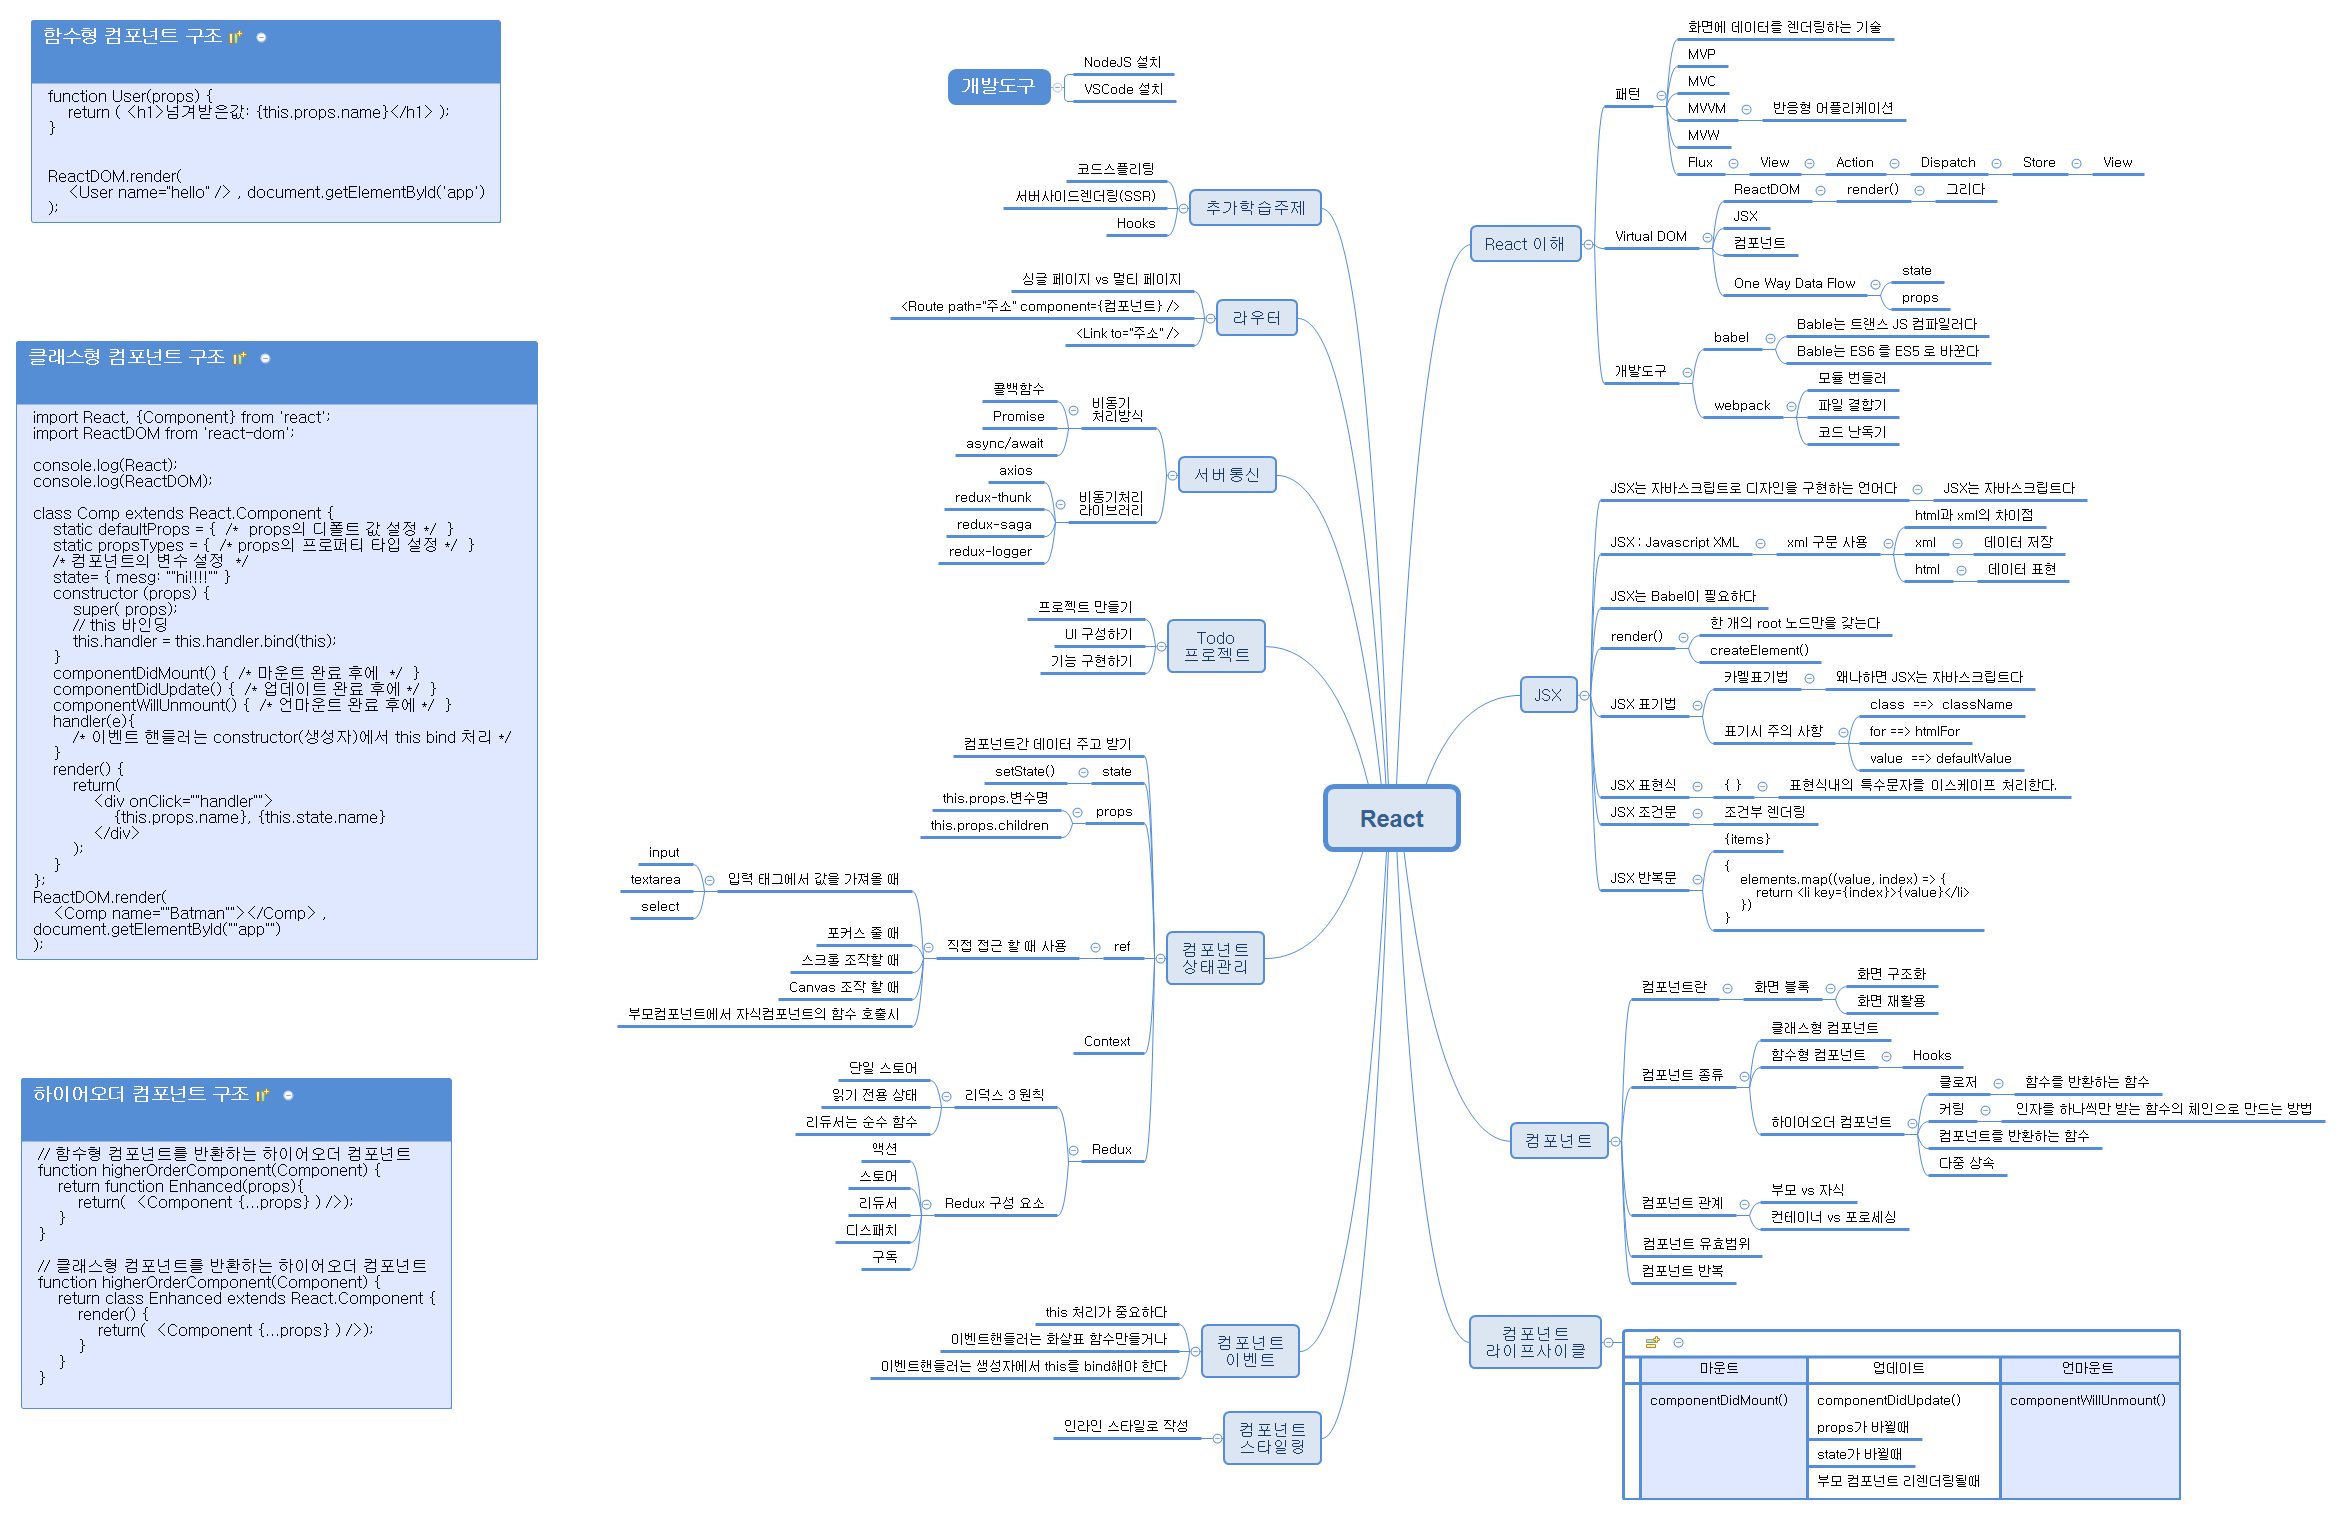 함수형 컴포넌트 구조
function User(props) {
return ( <h1>넘겨받은값: {this.props.name}</h1> );
}
ReactDOM.render(
<User name="hello" /> , document.getElementById('app')
);
클래스형 컴포넌트 구조
import React, {Component} from 'react';
import ReactDOM from 'react-dom';
console.log(React);
console.log(ReactDOM);
class Comp extends React.Component {
static defaultProps = { /* props의 디폴트 값 설정 */ }
static propsTypes = { /* props의 프로퍼티 타입 설정 */ }
/* 컴포넌트의 변수 설정 */
state= { mesg: ""hi!!!!"" }
constructor (props) {
super( props);
// this 바인딩
this.handler = this.handler.bind(this);
}
componentDidMount() { /* 마운트 완료 후에 */ }
componentDidUpdate() { /* 업데이트 완료 후에 */ }
componentWillUnmount() { /* 언마운트 완료 후에 */ }
handler(e){
/* 이벤트 핸들러는 constructor(생성자)에서 this bind 처리 */
}
render() {
return(
<div onClick=""handler"">
{this.props.name}, {this.state.name}
</div>
);
}
};
ReactDOM.render(
<Comp name=""Batman""></Comp> ,
document.getElementById(""app"")
);
하이어오더 컴포넌트 구조
// 함수형 컴포넌트를 반환하는 하이어오더 컴포넌트
function higherOrderComponent(Component) {
return function Enhanced(props){
return( <Component {...props} ) />);
}
}
// 클래스형 컴포넌트를 반환하는 하이어오더 컴포넌트
function higherOrderComponent(Component) {
return class Enhanced extends React.Component {
render() {
return( <Component {...props} ) />);
}
}
}
개발도구
NodeJS 설치
VSCode 설치
추가학습주제
코드스플리팅
서버사이드렌더링(SSR)
Hooks
라우터
싱글 페이지 vs 멀티 페이지
<Route path="주소" component={컴포넌트} />
<Link to="주소" />
서버통신
비동기
처리방식
콜백함수
Promise
async/await
비동기처리
라이브러리
axios
redux-thunk
redux-saga
redux-logger
Todo
프로젝트
프로젝트 만들기
UI 구성하기
기능 구현하기
컴포넌트
상태관리
컴포넌트간 데이터 주고 받기
state
setState()
props
this.props.변수명
this.props.children
ref
직접 접근 할 때 사용
입력 태그에서 값을 가져올 때
input
textarea
select
포커스 줄 때
스크롤 조작할 때
Canvas 조작 할 때
부모컴포넌트에서 자식컴포넌트의 함수 호출시
Context
Redux
리덕스 3 원칙
단일 스토어
읽기 전용 상태
리듀서는 순수 함수
Redux 구성 요소
액션
스토어
리듀서
디스패치
구독
컴포넌트
이벤트
this 처리가 중요하다
이벤트핸들러는 화살표 함수만들거나
이벤트핸들러는 생성자에서 this를 bind해야 한다
컴포넌트
스타일링
인라인 스타일로 작성
React
React 이해
패턴
화면에 데이터를 렌더링하는 기술
MVP
MVC
MVVM
반응형 어플리케이션
MVW
Flux
View
Action
Dispatch
Store
View
Virtual DOM
ReactDOM
render()
그리다
JSX
컴포넌트
One Way Data Flow
state
props
개발도구
babel
Bable는 트랜스 JS 컴파일러다
Bable는 ES6 를 ES5 로 바꾼다
webpack
모듈 번들러
파일 결합기
코드 난독기
JSX
JSX는 자바스크립트로 디자인을 구현하는 언어다
JSX는 자바스크립트다
JSX : Javascript XML
xml 구문 사용
html과 xml의 차이점
xml
데이터 저장
html
데이터 표현
JSX는 Babel이 필요하다
render()
한 개의 root 노드만을 갖는다
createElement()
JSX 표기법
카멜표기법
왜냐하면 JSX는 자바스크립트다
표기시 주의 사항
class ==> className
for ==> htmlFor
value ==> defaultValue
JSX 표현식
{ }
표현식내의 특수문자를 이스케이프 처리한다.
JSX 조건문
조건부 렌더링
JSX 반복문
{items}
{
elements.map((value, index) => {
return <li key={index}>{value}</li>
})
}
컴포넌트
컴포넌트란
화면 블록
화면 구조화
화면 재활용
컴포넌트 종류
클래스형 컴포넌트
함수형 컴포넌트
Hooks
하이어오더 컴포넌트
클로저
함수를 반환하는 함수
커링
인자를 하나씩만 받는 함수의 체인으로 만드는 방법
컴포넌트를 반환하는 함수
다중 상속
컴포넌트 관계
부모 vs 자식
컨테이너 vs 포로세싱
컴포넌트 유효범위
컴포넌트 반복
컴포넌트
라이프사이클
마운트
업데이트
언마운트
componentDidMount()
componentDidUpdate()
componentWillUnmount()
props가 바뀔때
state가 바뀔때
부모 컴포넌트 리렌더링될때